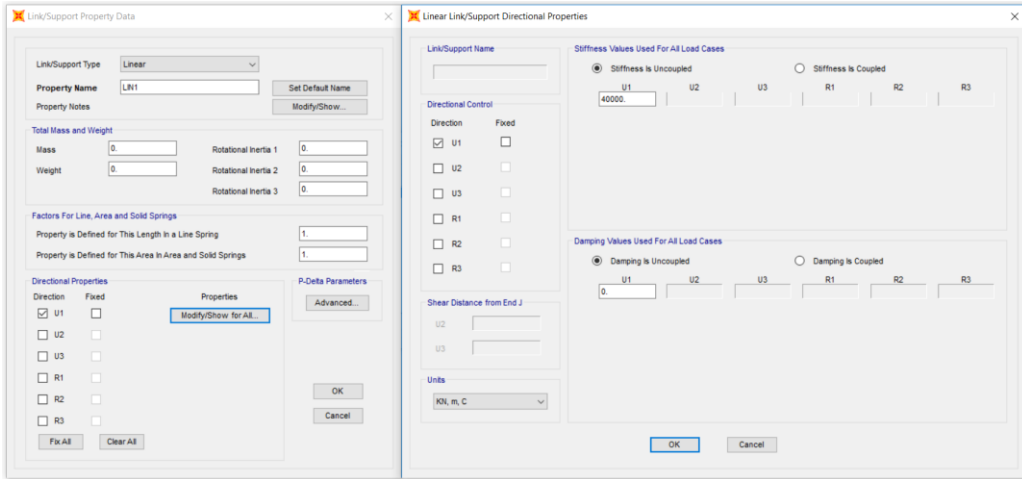 Link/Support Property Data
Link/Support Type Linear
Property Name LIN1 Set Default Name
Property Notes Modify/Show...
Total Mass and Weight
Mass 0. Rotational Inertia 1 0.
Weight 0. Rotational Inertia 2 0.
Rotational Inertia 3 0.
Factors For Line, Area and Solid Springs
Property is Defined for This Length In a Line Spring 1.
Property is Defined for This Area In Area and Solid Springs 1.
Directional Properties
Direction Fixed Properties
U1 Modify/Show for All...
U2
U3
R1
R2
R3
Fix All Clear All
P-Delta Parameters
Advanced...
OK
Cancel
Linear Link/Support Directional Properties
Link/Support Name
Directional Control
Direction Fixed
U1
U2
U3
R1
R2
R3
Shear Distance from End J
U2
U3
Units
KN, m, C
Stiffness Values Used For All Load Cases
Stiffness Is Uncoupled Stiffness Is Coupled
U1 U2 U3 R1 R2 R3
40000.
Damping Values Used For All Load Cases
Damping Is Uncoupled Damping Is Coupled
U1 U2 U3 R1 R2 R3
0.
OK Cancel